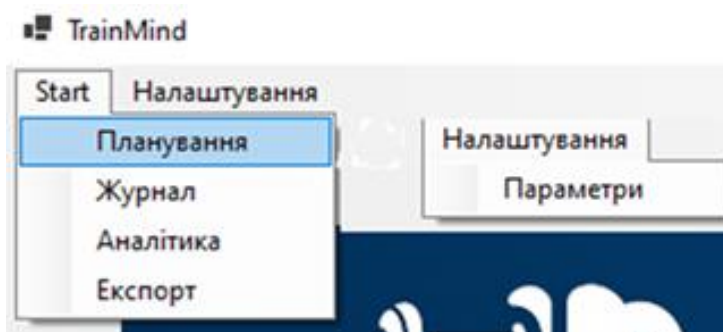 TrainMind
Start Налаштування
Планування
Журнал
Аналітика
Експорт
Налаштування
Параметри